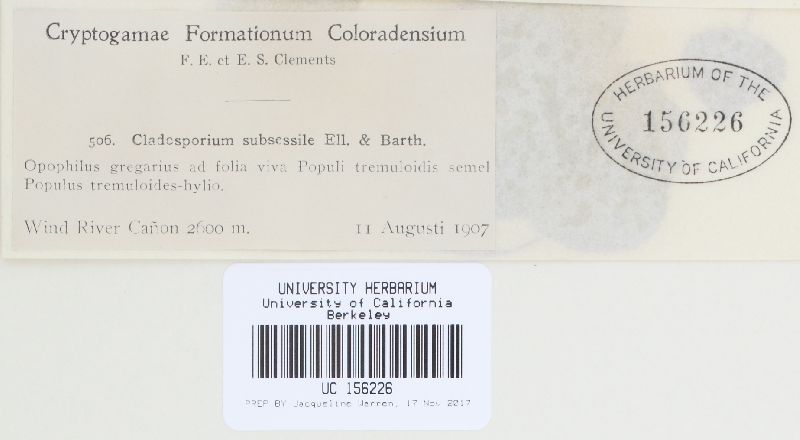 Cryptogamae Formationum Coloradensium
F. E. et E. S. Clements
506. Cladosporium subsessile Ell. & Barth.
Opophilus gregarius ad folia viva Populi tremuloidis semel
Populus tremuloides-hylio.
Wind River Cañon 2600 m. 11 Augusti 1907
HERBARIUM OF THE
156226
UNIVERSITY OF CALIFORNIA
UNIVERSITY HERBARIUM
University of California
Berkeley
UC 156226
PREP BY Jacqueline Warren, 17 Nov 2017